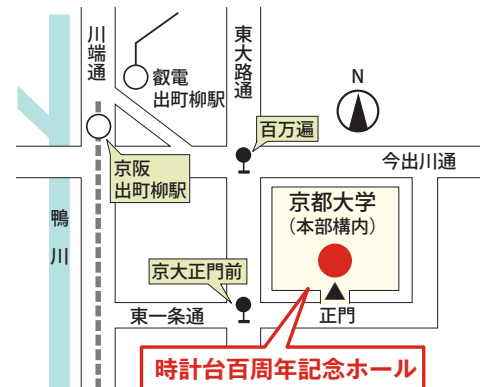 川端通
叡電
出町柳駅
東大路通
N
百万遍
今出川通
京阪
出町柳駅
鴨川
京都大学
（本部構内）
京大正門前
東一条通
正門
時計台百周年記念ホール